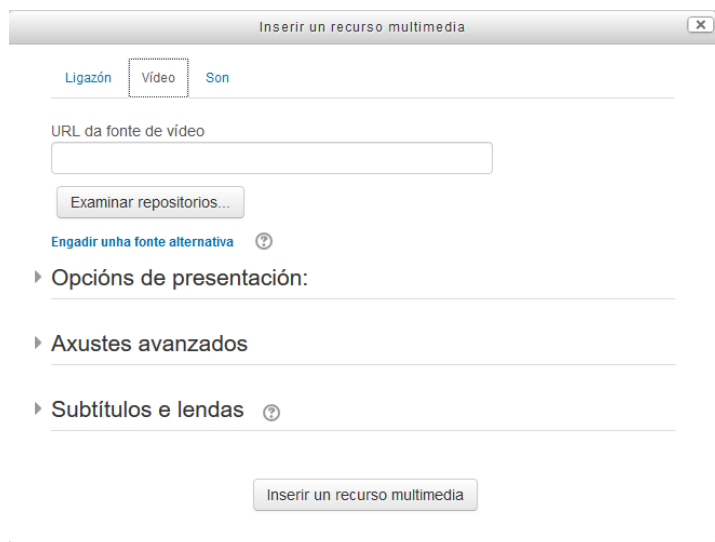 Inserir un recurso multimedia
Ligazón Vídeo Son
URL da fonte de vídeo
Examinar repositorios...
Engadir unha fonte alternativa ?
Opcións de presentación:
Axustes avanzados
Subtítulos e lendas ?
Inserir un recurso multimedia